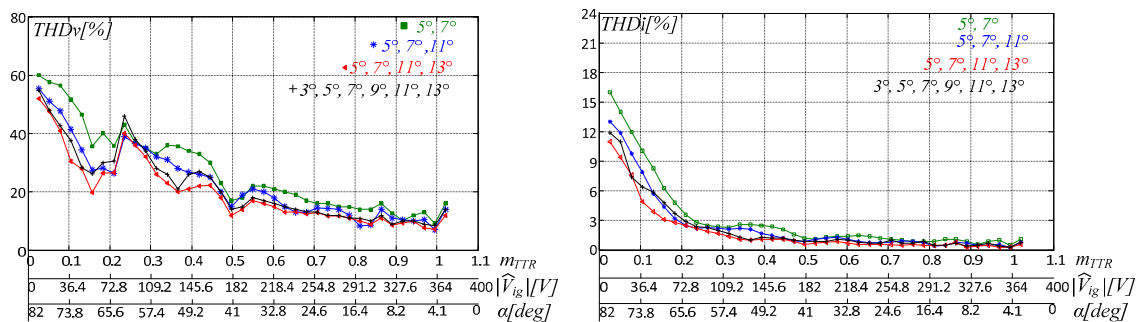 80 THDv[%] 5°, 7°
5°, 7°, 11°
60 5°, 7°, 11°, 13°
3°, 5°, 7°, 9°, 11°, 13°
40
20
0
0 0.1 0.2 0.3 0.4 0.5 0.6 0.7 0.8 0.9 1 1.1 m_TTR
0 36.4 72.8 109.2 145.6 182 218.4 254.8 291.2 327.6 364 400 |V̂_ig|[V]
82 73.8 65.6 57.4 49.2 41 32.8 24.6 16.4 8.2 4.1 0 α[deg]
24 THDi[%] 5°, 7°
21 5°, 7°, 11°
18 5°, 7°, 11°, 13°
15 3°, 5°, 7°, 9°, 11°, 13°
12
9
6
3
0
0 0.1 0.2 0.3 0.4 0.5 0.6 0.7 0.8 0.9 1 1.1 m_TTR
0 36.4 72.8 109.2 145.6 182 218.4 254.8 291.2 327.6 364 400 |V̂_ig|[V]
82 73.8 65.6 57.4 49.2 41 32.8 24.6 16.4 8.2 4.1 0 α[deg]